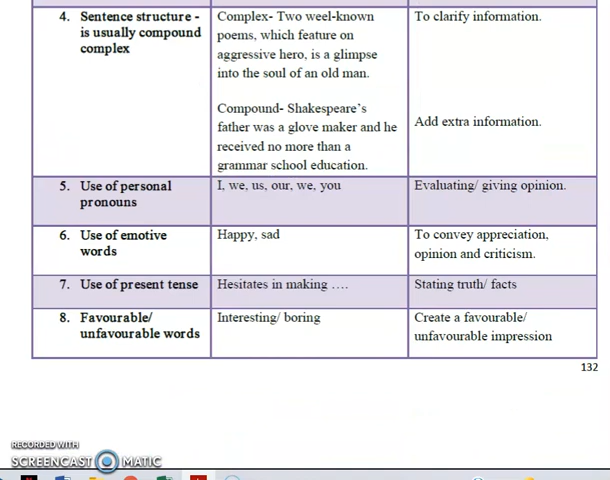 4. Sentence structure -
is usually compound
complex
Complex- Two weel-known
poems, which feature on
aggressive hero, is a glimpse
into the soul of an old man.
Compound- Shakespeare's
father was a glove maker and he
received no more than a
grammar school education.
To clarify information.
Add extra information.
5. Use of personal
pronouns
I, we, us, our, we, you
Evaluating/ giving opinion.
6. Use of emotive
words
Happy, sad
To convey appreciation,
opinion and criticism.
7. Use of present tense
Hesitates in making ....
Stating truth/ facts
8. Favourable/
unfavourable words
Interesting/ boring
Create a favourable/
unfavourable impression
132
RECORDED WITH
SCREENCAST MATIC